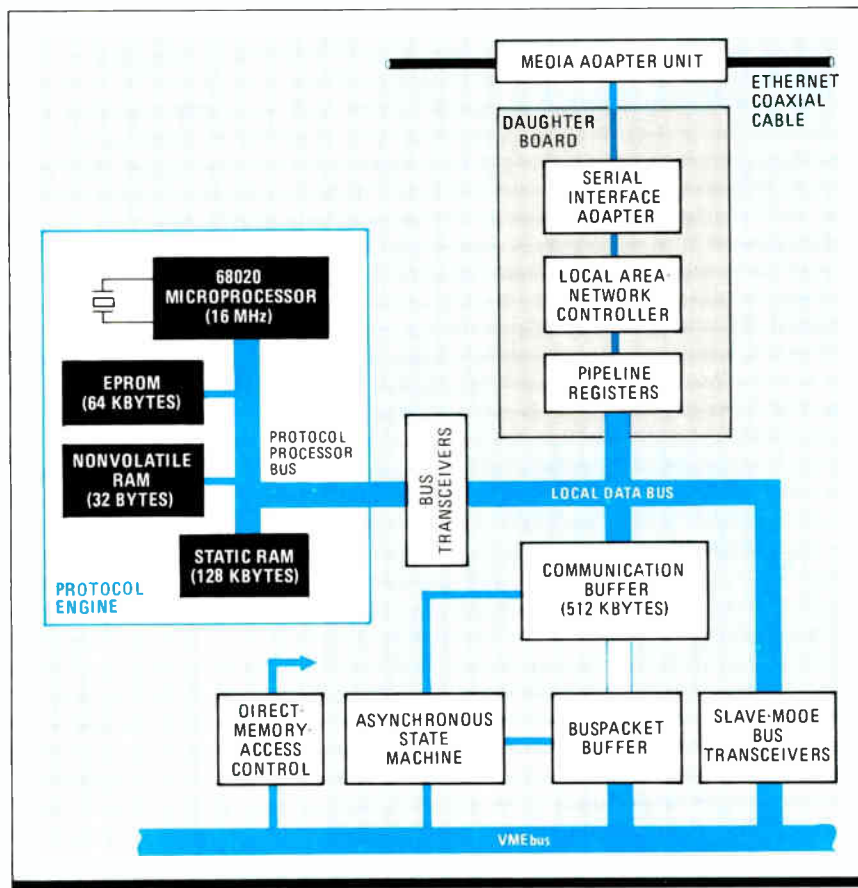 MEDIA AOAPTER UNIT
ETHERNET
COAXIAL
CABLE
DAUGHTER
BOARD
SERIAL
INTERFACE
AOAPTER
LOCAL AREA-
NETWORK
CONTROLLER
PIPELINE
REGISTERS
68020
MICROPROCESSOR
(16 MHz)
EPROM
(64 KBYTES)
NONVOLATILE
RAM
(32 BYTES)
STATIC RAM
(128 KBYTES)
PROTOCOL
PROCESSOR
BUS
PROTOCOL
ENGINE
BUS
TRANSCEIVERS
LOCAL DATA BUS
COMMUNICATION
BUFFER
(512 KBYTES)
DIRECT-
MEMORY-
ACCESS
CONTROL
ASYNCHRONOUS
STATE
MACHINE
BUSPACKET
BUFFER
SLAVE-MOOE
BUS
TRANSCEIVERS
VMEbus